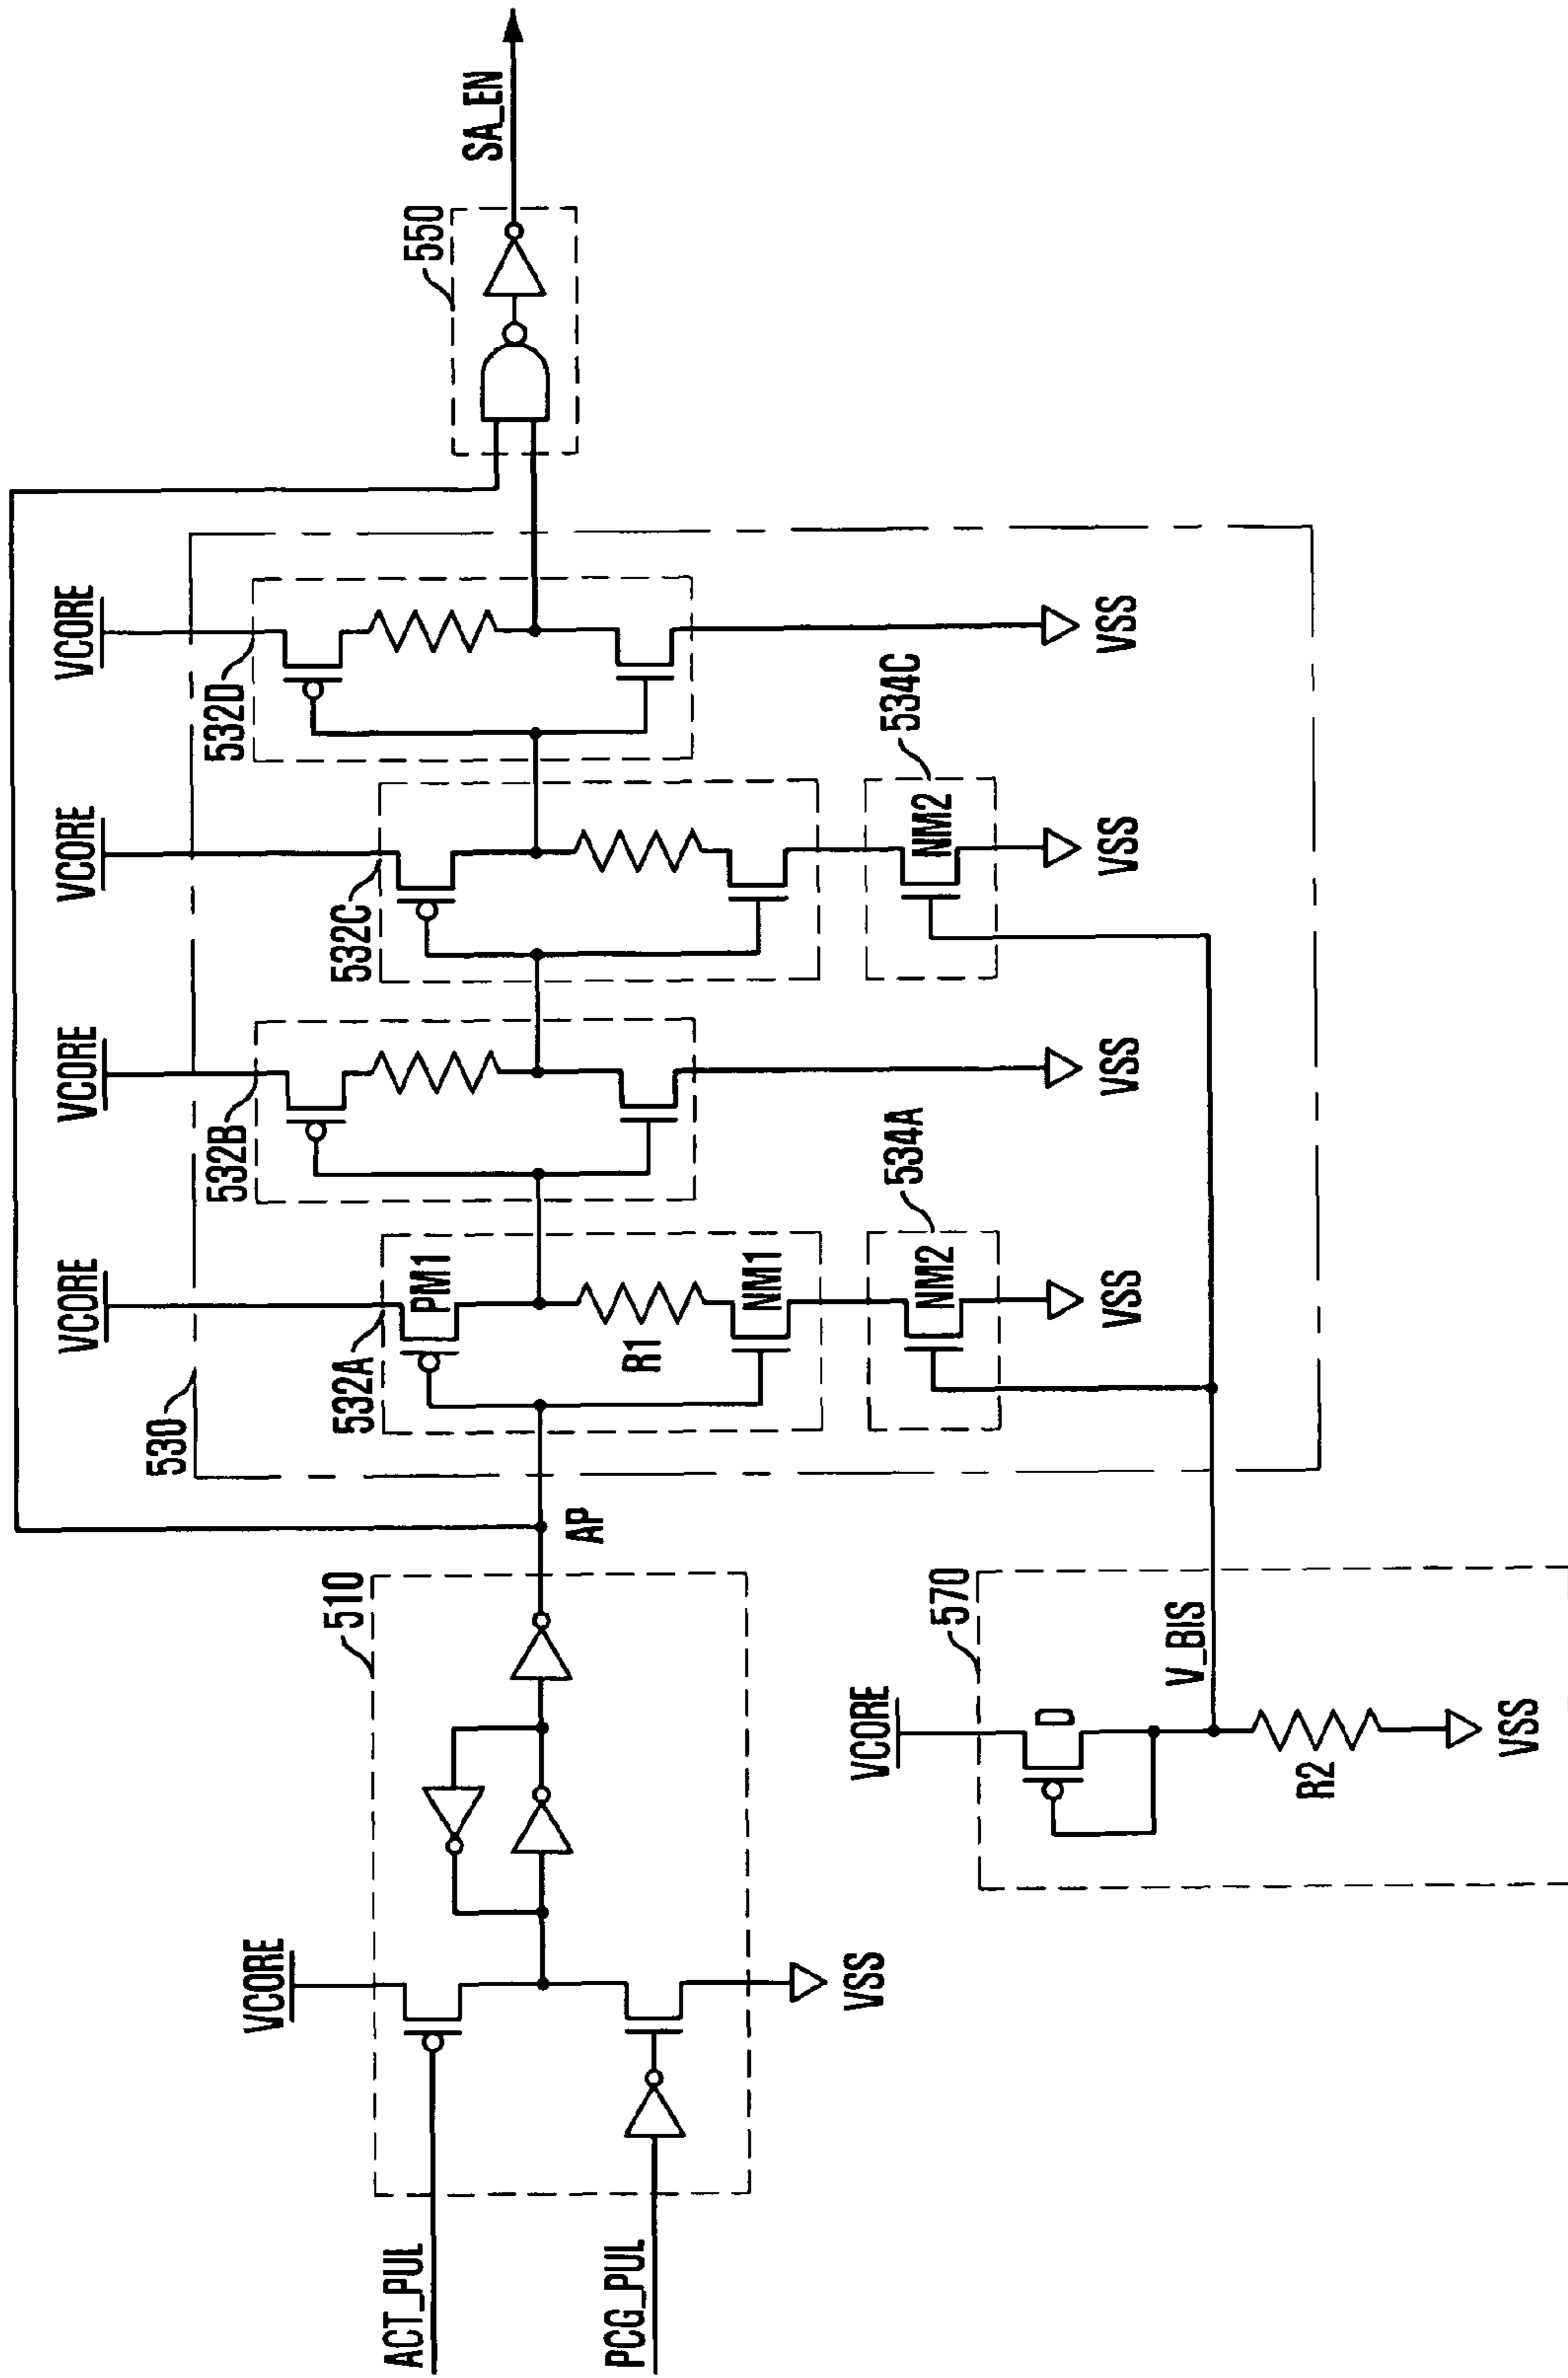 ACT_PUL
PCG_PUL
VCORE
510
VSS
AP
VCORE
570
D
V_BIS
R2
VSS
530
VCORE
532A
PM1
R1
NM1
534A
NM2
VSS
VCORE
532B
VSS
VCORE
532C
534C
NM2
VSS
VCORE
532D
VSS
550
SA_EN